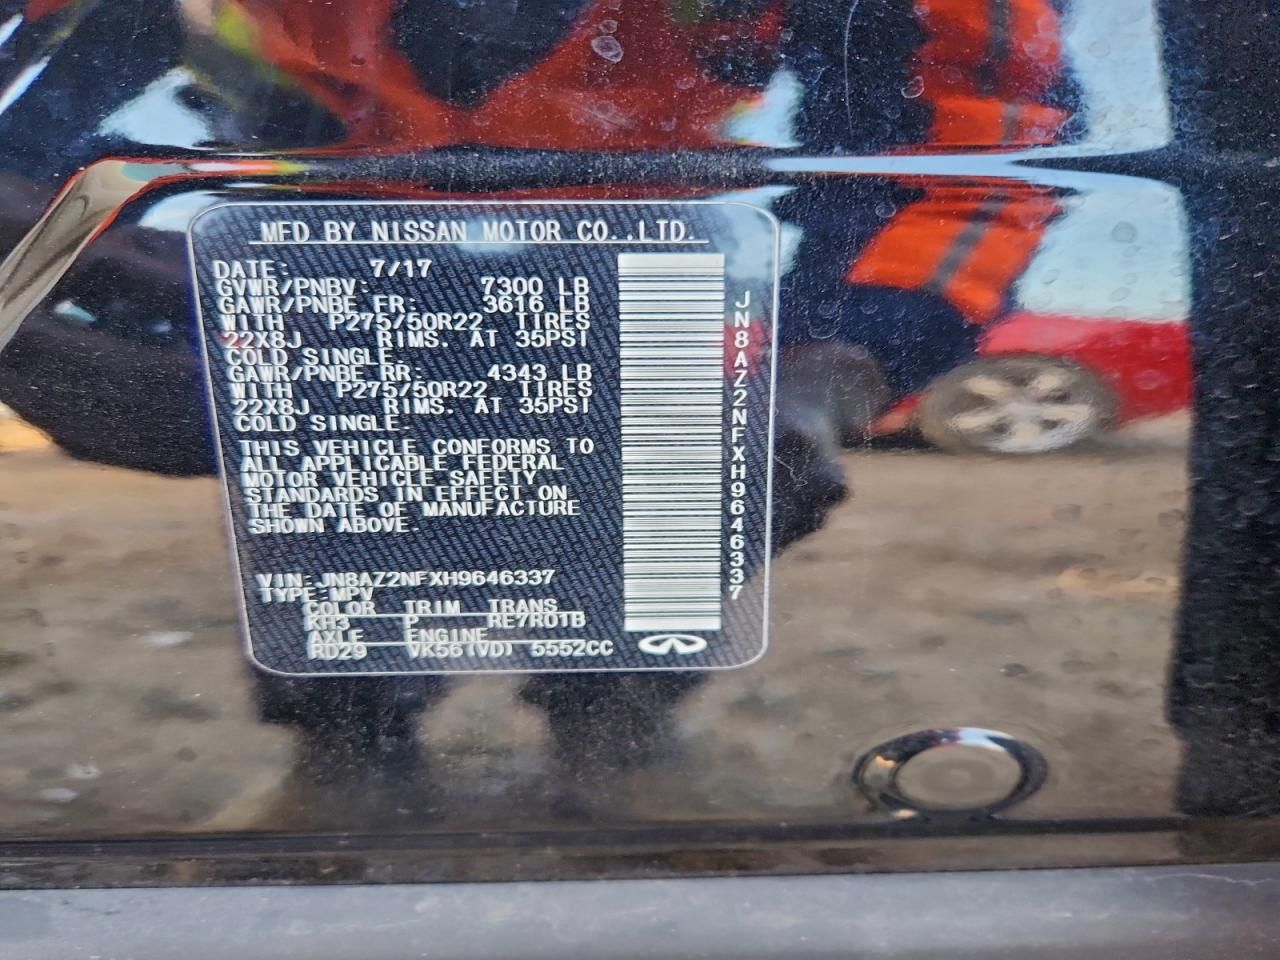 MFD BY NISSAN MOTOR CO.,LTD.
DATE: 7/17
GVWR/PNBV: 7300 LB
GAWR/PNBE FR: 3616 LB
WITH P275/50R22 TIRES
22X8J RIMS. AT 35PSI
COLD SINGLE.
GAWR/PNBE RR: 4343 LB
WITH P275/50R22 TIRES
22X8J RIMS. AT 35PSI
COLD SINGLE.
THIS VEHICLE CONFORMS TO
ALL APPLICABLE FEDERAL
MOTOR VEHICLE SAFETY
STANDARDS IN EFFECT ON
THE DATE OF MANUFACTURE
SHOWN ABOVE.
VIN:JN8AZ2NFXH9646337
TYPE:MPV
COLOR TRIM TRANS
KH3 P RE7R01B
AXLE ENGINE
RD29 VK56(VD) 5552CC
JN8AZ2NFXH9646337